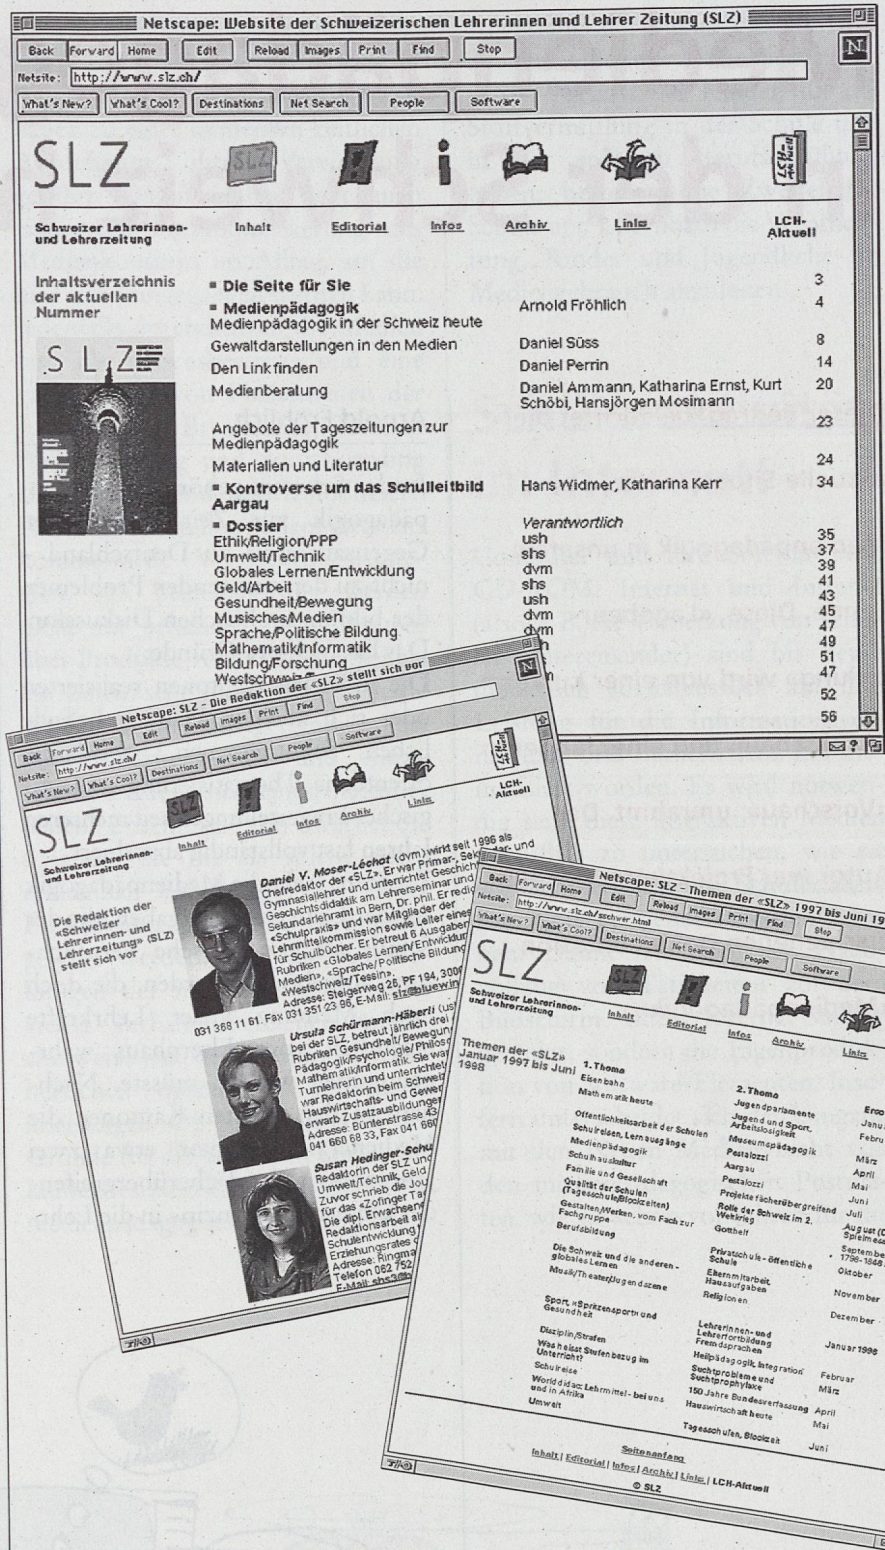 Netscape: Website der Schweizerischen Lehrerinnen und Lehrer Zeitung (SLZ)
Back Forward Home Edit Reload Images Print Find Stop
N
Netsite: http://www.slz.ch/
What's New? What's Cool? Destinations Net Search People Software
SLZ
SLZ
LCH-Aktuell
Schweizer Lehrerinnen-
und Lehrerzeitung
Inhalt Editorial Infos Archiv Links LCH-
Aktuell
Inhaltsverzeichnis
der aktuellen
Nummer
SLZ
Die Seite für Sie 3
Medienpädagogik Arnold Fröhlich 4
Medienpädagogik in der Schweiz heute
Gewaltdarstellungen in den Medien Daniel Süss 8
Den Link finden Daniel Perrin 14
Medienberatung Daniel Ammann, Katharina Ernst, Kurt 20
Schöbi, Hansjörgen Mosimann
Angebote der Tageszeitungen zur 23
Medienpädagogik
Materialien und Literatur 24
Kontroverse um das Schulleitbild Hans Widmer, Katharina Kerr 34
Aargau
Dossier Verantwortlich
Ethik/Religion/PPP ush 35
Umwelt/Technik shs 37
Globales Lernen/Entwicklung dvm 39
Geld/Arbeit shs 41
Gesundheit/Bewegung ush 43
Musisches/Medien dvm 45
Sprache/Politische Bildung dvm 47
Mathematik/Informatik 49
Bildung/Forschung 51
Westschweiz
52
56
Netscape: SLZ - Die Redaktion der «SLZ» stellt sich vor
Back Forward Home Edit Reload Images Print Find Stop
N
Netsite: http://www.slz.ch/
What's New? What's Cool? Destinations Net Search People Software
SLZ
SLZ
Schweizer Lehrerinnen-
und Lehrerzeitung
Inhalt Editorial Infos Archiv Links LCH-
Aktuell
Die Redaktion der
«Schweizer
Lehrerinnen- und
Lehrerzeitung» (SLZ)
stellt sich vor
Daniel V. Moser-Léchot (dvm) wirkt seit 1996 als
Chefredaktor der «SLZ». Er war Primar-, Sekundar- und
Gymnasiallehrer und unterrichtet
Geschichtsdidaktik am Lehrerseminar und
Sekundarlehramt in Bern, Dr. phil. Er
«Schulpraxis» und war Mitglied der
Lehrmittelkommission sowie Leiter
für Schulbücher. Er betreut 6 Ausgaben
Rubriken «Globales Lernen/Entwicklung
Medien», «Sprache/Politische Bildung
«Westschweiz/Tessin».
Adresse: Steigerweg 26, PF 194,
031 368 11 61. Fax 031 351 23 86, E-Mail:
Ursula Schürmann-Häberli
bei der SLZ, betreut jährlich drei
Rubriken Gesundheit/Bewegung
Pädagogik/Psychologie
Mathematik/Informatik. Sie war
Turnlehrerin und unterrichtete
war Redaktorin beim Schweiz
Hauswirtschafts- und
erwarb Zusatzausbildungen
Adresse: Büntenstrasse 43
041 660 68 33, Fax 041 660
Susan Hedinger-Schu
Redaktorin der SLZ und
Umwelt/Technik, Geld
Zuvor schrieb die
für das «Zofinger
Die dipl.
Redaktionsarbeit
Schulentwicklung
Erziehungsrates
Adresse:
Telefon 062 752
E-Mail:
Netscape: SLZ - Themen der «SLZ» 1997 bis Juni
Back Forward Home Edit Reload Images Print Find Stop
Netsite: http://www.slz.ch/sschwer.html
What's New? What's Cool? Destinations Net Search People Software
SLZ
SLZ
Schweizer Lehrerinnen-
und Lehrerzeitung
Inhalt Editorial Infos Archiv Links
Themen der «SLZ»
Januar 1997 bis Juni
1998
1. Thema 2. Thema
Eisenbahn Jugendparlamente
Mathematik heute Jugend und Sport,
Arbeitslosigkeit
Öffentlichkeitsarbeit der Schulen Museumspädagogik März
Schulreisen, Lernausgänge Pestalozzi April
Medienpädagogik Aargau Mai
Schulhauskultur Pestalozzi Juni
Familie und Gesellschaft Projekte fächerübergreifend Juli
Qualität der Schulen Rolle der Schweiz im 2.
(Tagesschule/Blockzeiten) Weltkrieg
Gestalten/Werken, vom Fach zur Gotthelf
Fachgruppe
Berufsbildung Privatschule - öffentliche Oktober
Schule
Die Schweiz und die anderen - Elternmitarbeit, November
globales Lernen Hausaufgaben
Musik/Theater/Jugendszene Religionen Dezember
Sport, «Spritzensport» und Lehrerinnen- und Januar 1998
Gesundheit Lehrerfortbildung
Disziplin/Strafen Fremdsprachen
Was heisst Stufenbezug im Heilpädagogik, Integration Februar
Unterricht?
Schulreise Suchtprobleme und März
Suchtprophylaxe
Worlddidac: Lehrmittel - bei uns 150 Jahre Bundesverfassung April
und in Afrika
Umwelt Hauswirtschaft heute Mai
Tagesschulen, Blockzeit Juni
Seitenanfang
Inhalt | Editorial | Infos | Archiv | Links | LCH-Aktuell
© SLZ